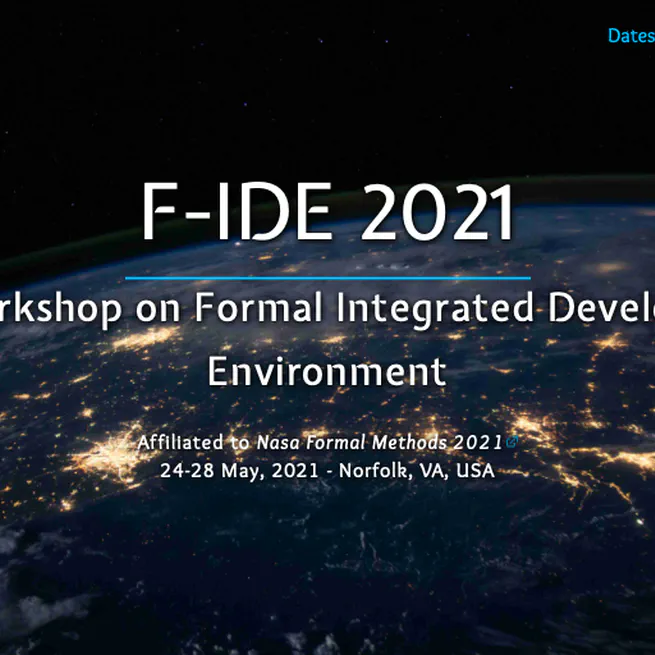 Dates
F-IDE 2021
rkshop on Formal Integrated Develo
Environment
Affiliated to Nasa Formal Methods 2021
24-28 May, 2021 - Norfolk, VA, USA